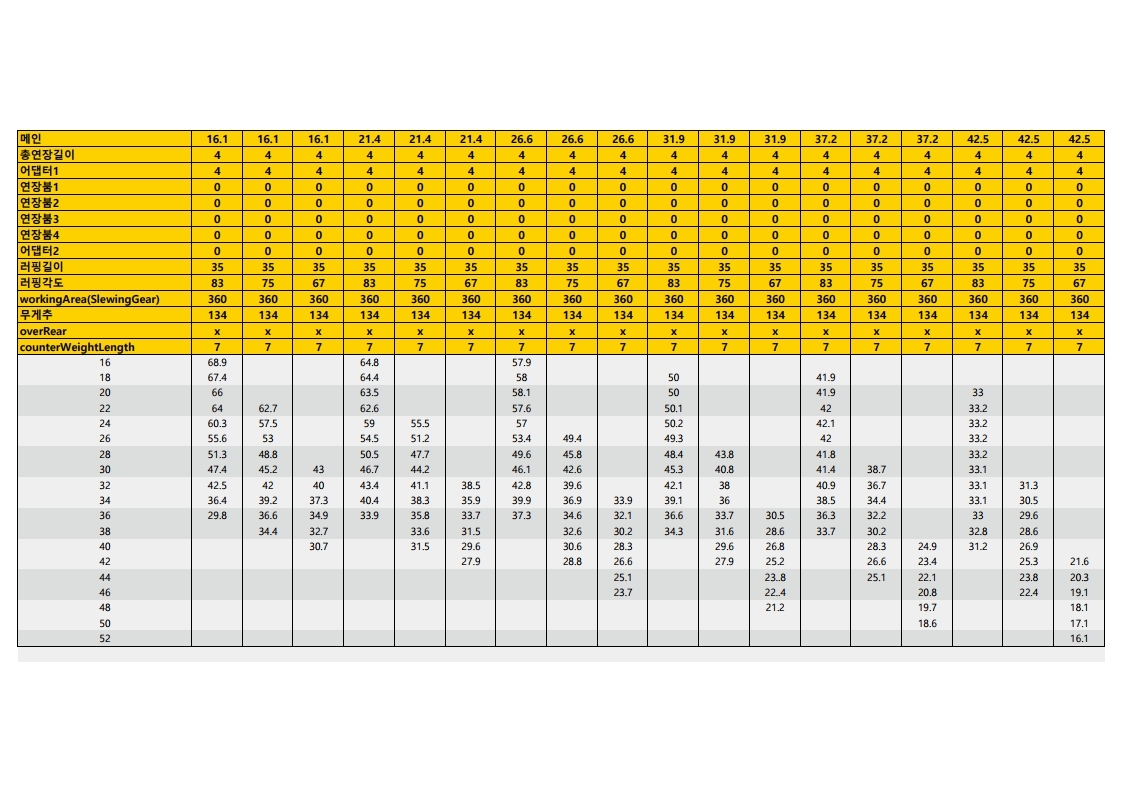 메인 16.1 16.1 16.1 21.4 21.4 21.4 26.6 26.6 26.6 31.9 31.9 31.9 37.2 37.2 37.2 42.5 42.5 42.5
총연장길이 4 4 4 4 4 4 4 4 4 4 4 4 4 4 4 4 4 4
어댑터1 4 4 4 4 4 4 4 4 4 4 4 4 4 4 4 4 4 4
연장붐1 0 0 0 0 0 0 0 0 0 0 0 0 0 0 0 0 0 0
연장붐2 0 0 0 0 0 0 0 0 0 0 0 0 0 0 0 0 0 0
연장붐3 0 0 0 0 0 0 0 0 0 0 0 0 0 0 0 0 0 0
연장붐4 0 0 0 0 0 0 0 0 0 0 0 0 0 0 0 0 0 0
어댑터2 0 0 0 0 0 0 0 0 0 0 0 0 0 0 0 0 0 0
러핑길이 35 35 35 35 35 35 35 35 35 35 35 35 35 35 35 35 35 35
러핑각도 83 75 67 83 75 67 83 75 67 83 75 67 83 75 67 83 75 67
workingArea(SlewingGear) 360 360 360 360 360 360 360 360 360 360 360 360 360 360 360 360 360 360
무게추 134 134 134 134 134 134 134 134 134 134 134 134 134 134 134 134 134 134
overRear x x x x x x x x x x x x x x x x x x
counterWeightLength 7 7 7 7 7 7 7 7 7 7 7 7 7 7 7 7 7 7
16 68.9 64.8 57.9
18 67.4 64.4 58 50 41.9
20 66 63.5 58.1 50 41.9 33
22 64 62.7 62.6 57.6 50.1 42 33.2
24 60.3 57.5 59 55.5 57 50.2 42.1 33.2
26 55.6 53 54.5 51.2 53.4 49.4 49.3 42 33.2
28 51.3 48.8 50.5 47.7 49.6 45.8 48.4 43.8 41.8 33.2
30 47.4 45.2 43 46.7 44.2 46.1 42.6 45.3 40.8 41.4 38.7 33.1
32 42.5 42 40 43.4 41.1 38.5 42.8 39.6 42.1 38 40.9 36.7 33.1 31.3
34 36.4 39.2 37.3 40.4 38.3 35.9 39.9 36.9 33.9 39.1 36 38.5 34.4 33.1 30.5
36 29.8 36.6 34.9 33.9 35.8 33.7 37.3 34.6 32.1 36.6 33.7 30.5 36.3 32.2 33 29.6
38 34.4 32.7 33.6 31.5 32.6 30.2 34.3 31.6 28.6 33.7 30.2 32.8 28.6
40 30.7 31.5 29.6 30.6 28.3 29.6 26.8 28.3 24.9 31.2 26.9
42 27.9 28.8 26.6 27.9 25.2 26.6 23.4 25.3 21.6
44 25.1 23..8 25.1 22.1 23.8 20.3
46 23.7 22..4 20.8 22.4 19.1
48 21.2 19.7 18.1
50 18.6 17.1
52 16.1